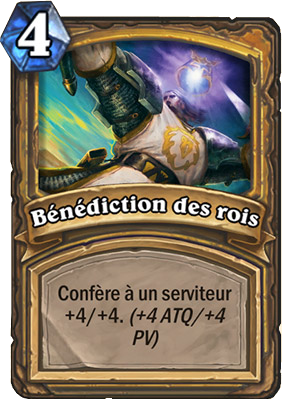 4
Bénédiction des rois
Confère à un serviteur
+4/+4. (+4 ATQ/+4
PV)